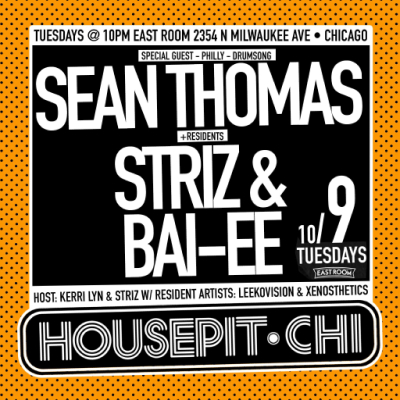 TUESDAYS @ 10PM EAST ROOM 2354 N MILWAUKEE AVE • CHICAGO
SPECIAL GUEST - PHILLY - DRUMSONG
SEAN THOMAS
+RESIDENTS
STRIZ &
BAI-EE
10/9
TUESDAYS
EAST ROOM
HOST: KERRI LYN & STRIZ W/ RESIDENT ARTISTS: LEEKOVISION & XENOSTHETICS
HOUSEPIT • CHI